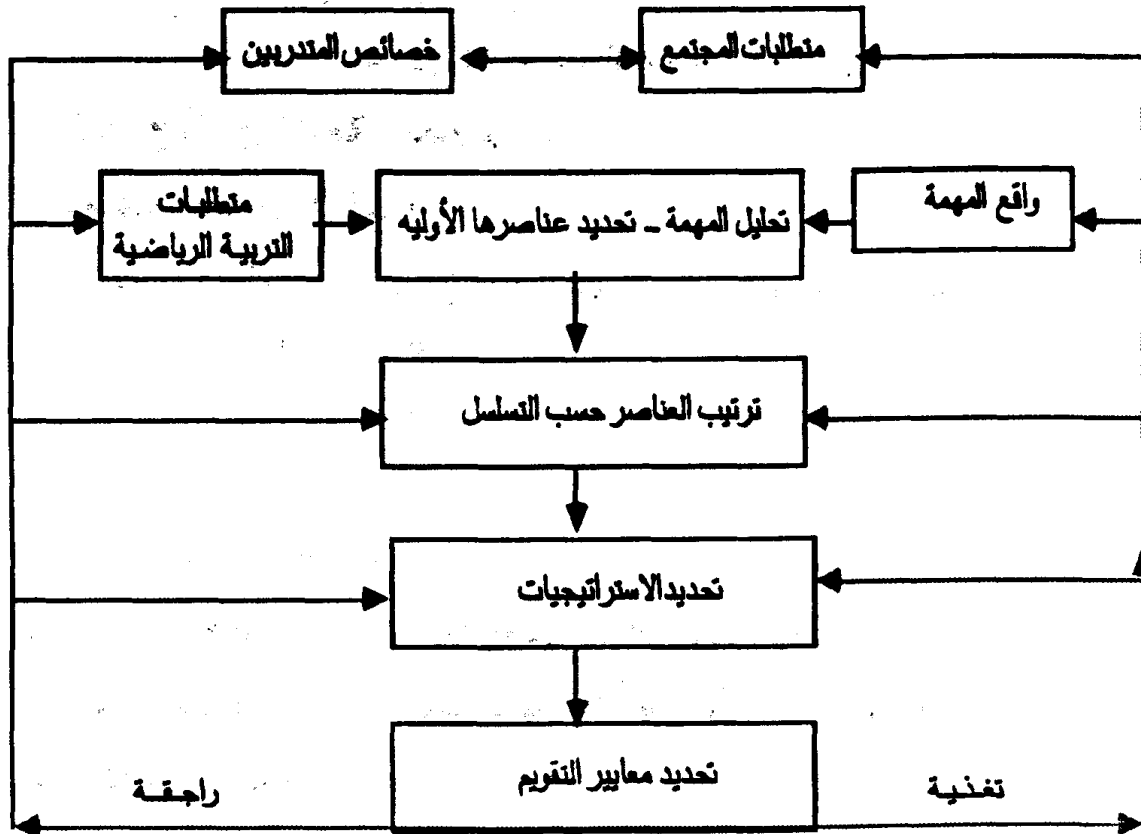 متطلبات المجتمع
خصائص المتدربين
واقع المهمة
تحليل المهمة – تحديد عناصرها الأوليه
متطلبات
التربية الرياضية
ترتيب العناصر حسب التسلسل
تحديد الاستراتيجيات
تحديد معايير التقويم
تغذية
راجعة